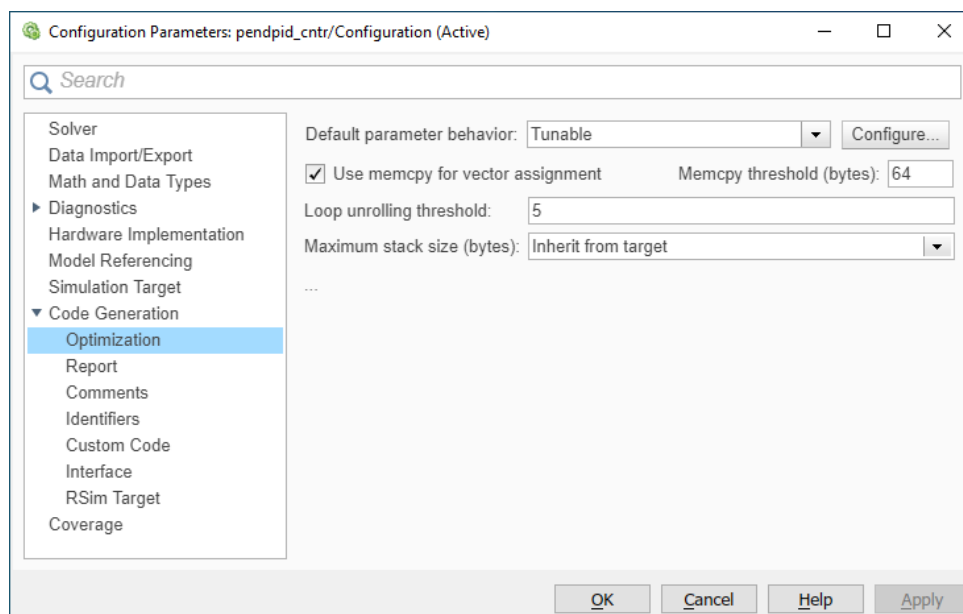 Configuration Parameters: pendpid_cntr/Configuration (Active)
Search
Solver
Data Import/Export
Math and Data Types
Diagnostics
Hardware Implementation
Model Referencing
Simulation Target
Code Generation
Optimization
Report
Comments
Identifiers
Custom Code
Interface
RSim Target
Coverage
Default parameter behavior: Tunable Configure...
Use memcpy for vector assignment Memcpy threshold (bytes): 64
Loop unrolling threshold: 5
Maximum stack size (bytes): Inherit from target
...
OK Cancel Help Apply